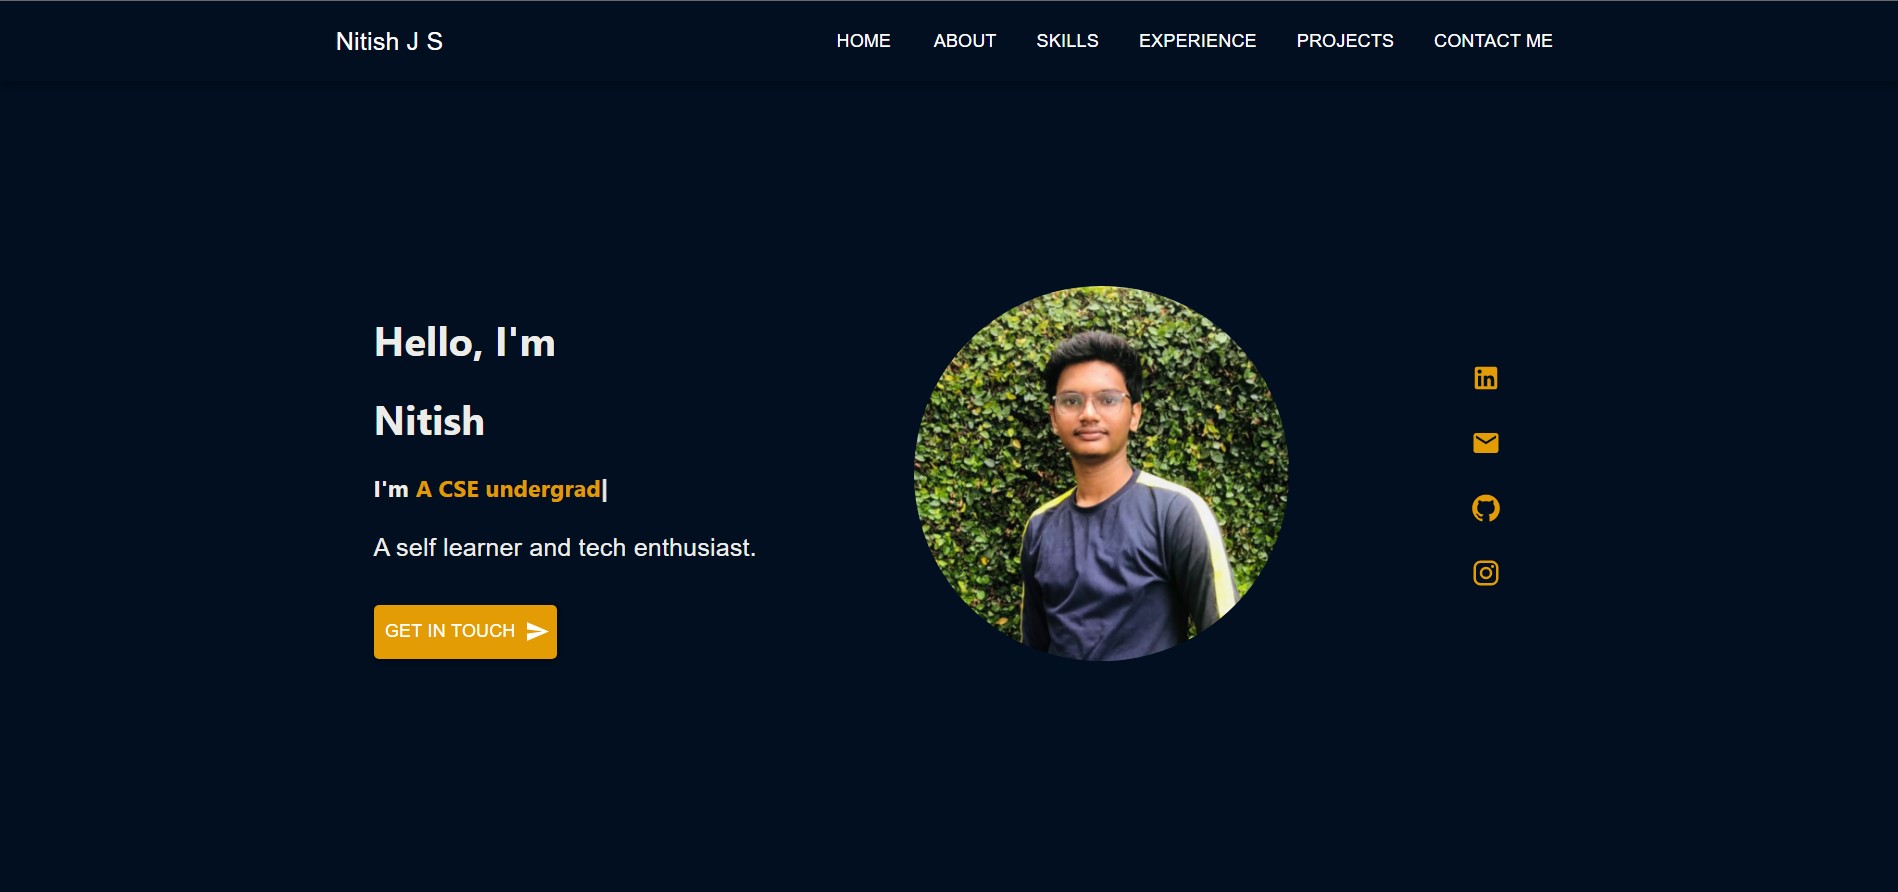 Nitish J S
HOME ABOUT SKILLS EXPERIENCE PROJECTS CONTACT ME
Hello, I'm
Nitish
I'm A CSE undergrad|
A self learner and tech enthusiast.
GET IN TOUCH
in